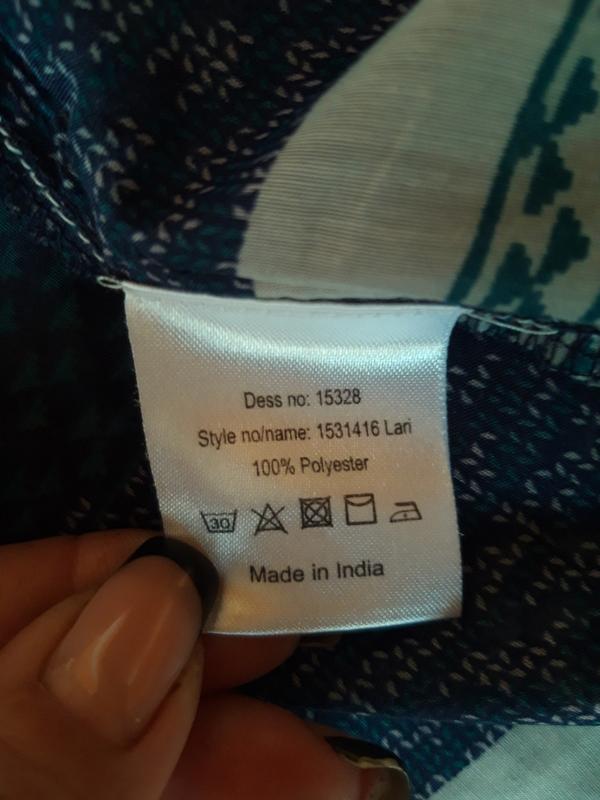 Dess no: 15328
Style no/name: 1531416 Lari
100% Polyester
30
Made in India